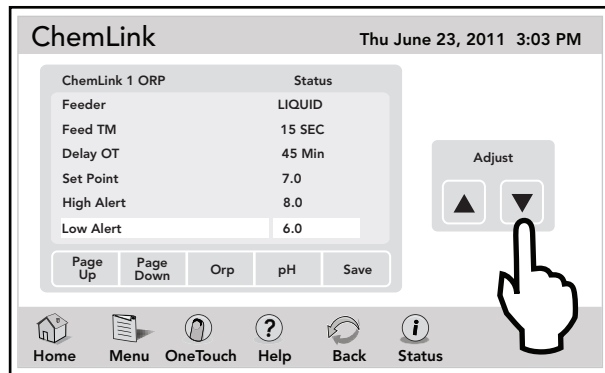 ChemLink Thu June 23, 2011 3:03 PM
ChemLink 1 ORP Status
Feeder LIQUID
Feed TM 15 SEC
Delay OT 45 Min
Set Point 7.0
High Alert 8.0
Low Alert 6.0
Adjust
Page Up Page Down Orp pH Save
Home Menu OneTouch Help Back Status